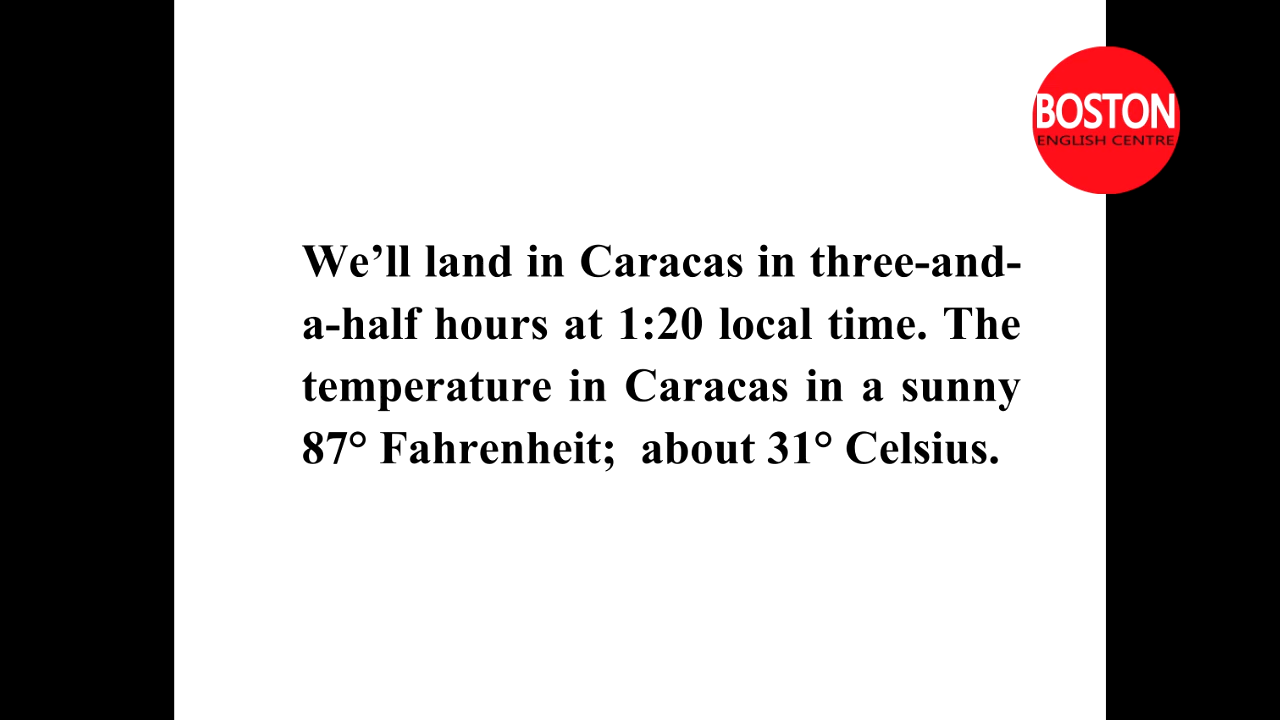 BOSTON
ENGLISH CENTRE
We’ll land in Caracas in three-and-
a-half hours at 1:20 local time. The
temperature in Caracas in a sunny
87° Fahrenheit;  about 31° Celsius.